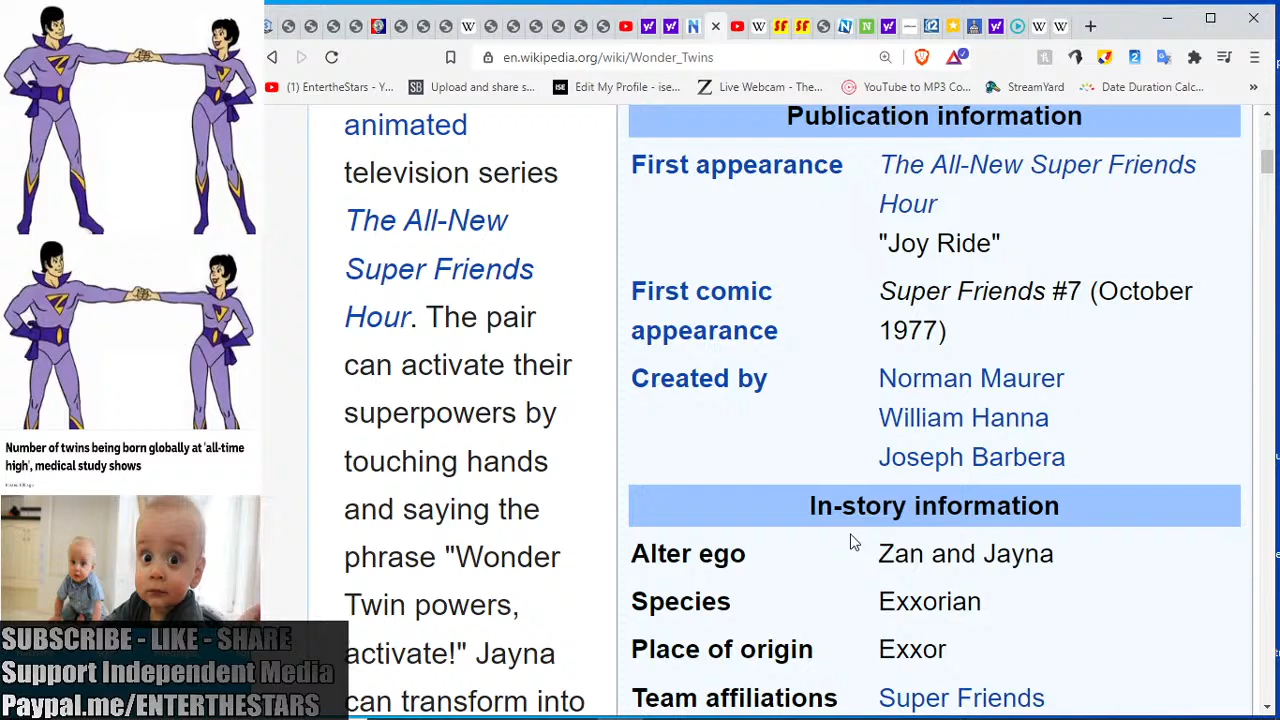 en.wikipedia.org/wiki/Wonder_Twins
(1) EntertheStars - Y...
Upload and share s...
Edit My Profile - ise...
Live Webcam - The...
YouTube to MP3 Co...
StreamYard
Date Duration Calc...
»
animated
television series
The All-New
Super Friends
Hour. The pair
can activate their
superpowers by
touching hands
and saying the
phrase "Wonder
Twin powers,
activate!" Jayna
can transform into
Publication information
First appearance
The All-New Super Friends
Hour
"Joy Ride"
First comic
appearance
Super Friends #7 (October
1977)
Created by
Norman Maurer
William Hanna
Joseph Barbera
In-story information
Alter ego
Zan and Jayna
Species
Exxorian
Place of origin
Exxor
Team affiliations
Super Friends
Number of twins being born globally at 'all-time
high', medical study shows
SUBSCRIBE - LIKE - SHARE
Support Independent Media
Paypal.me/ENTERTHESTARS